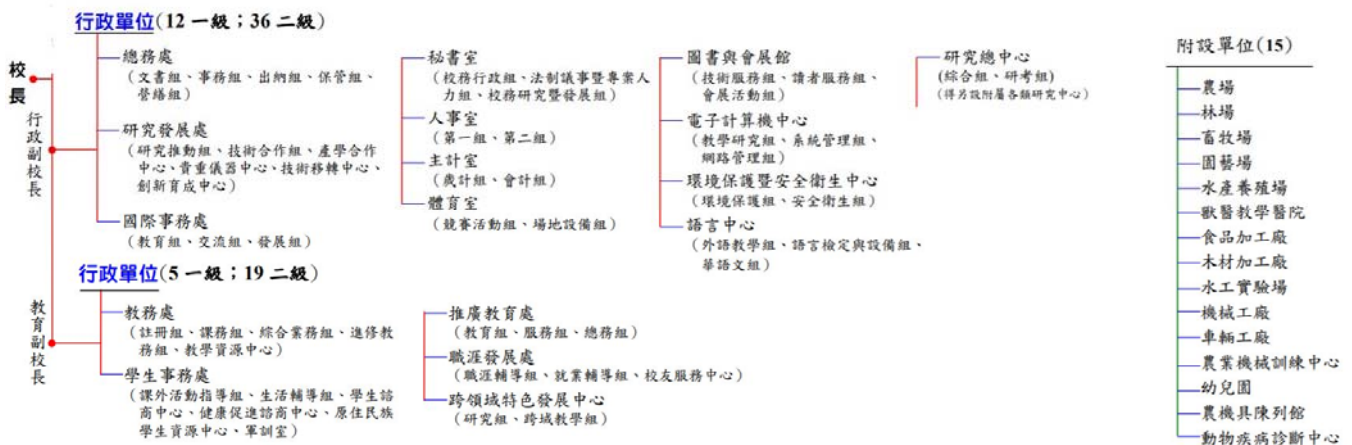 校長
行政副校長
行政單位(12 一級；36 二級)
總務處
(文書組、事務組、出納組、保管組、
營繕組)
研究發展處
(研究推動組、技術合作組、產學合作
中心、貴重儀器中心、技術移轉中心、
創新育成中心)
國際事務處
(教育組、交流組、發展組)
秘書室
(校務行政組、法制議事暨專案人
力組、校務研究暨發展組)
人事室
(第一組、第二組)
主計室
(歲計組、會計組)
體育室
(競賽活動組、場地設備組)
圖書與會展館
(技術服務組、讀者服務組、
會展活動組)
電子計算機中心
(教學研究組、系統管理組、
網路管理組)
環境保護暨安全衛生中心
(環境保護組、安全衛生組)
語言中心
(外語教學組、語言檢定與設備組、
華語文組)
研究總中心
(綜合組、研考組)
(得另設附屬各類研究中心)
教育副校長
行政單位(5 一級；19 二級)
教務處
(註冊組、課務組、綜合業務組、進修教
務組、教學資源中心)
學生事務處
(課外活動指導組、生活輔導組、學生諮
商中心、健康促進諮商中心、原住民族
學生資源中心、軍訓室)
推廣教育處
(教育組、服務組、總務組)
職涯發展處
(職涯輔導組、就業輔導組、校友服務中心)
跨領域特色發展中心
(研究組、跨域教學組)
附設單位(15)
農場
林場
畜牧場
園藝場
水產養殖場
獸醫教學醫院
食品加工廠
木材加工廠
水工實驗場
機械工廠
車輛工廠
農業機械訓練中心
幼兒園
農機具陳列館
動物疾病診斷中心